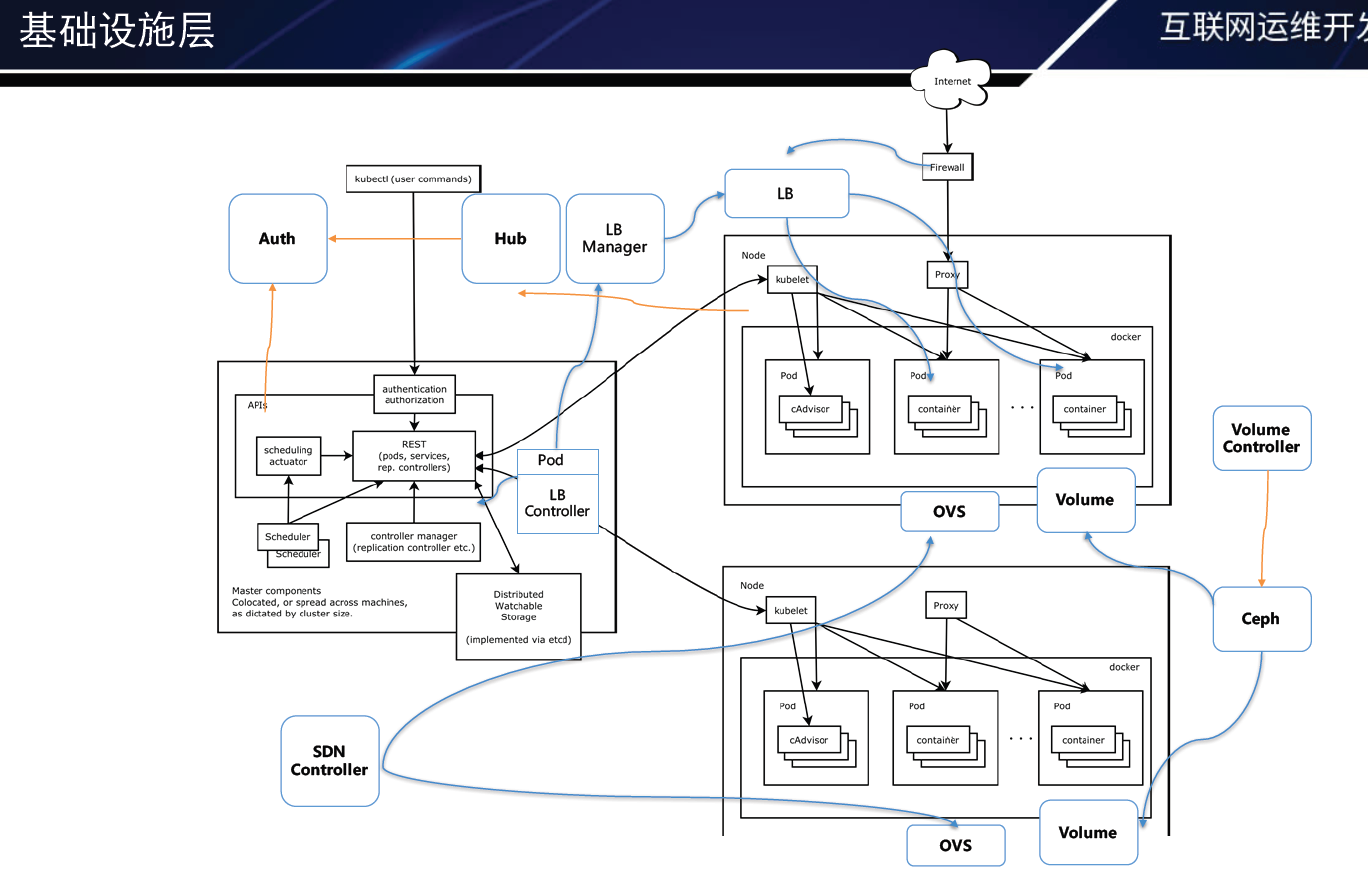 基础设施层
互联网运维开发
Internet
Firewall
kubectl (user commands)
Auth
Hub
LB
Manager
LB
Node
kubelet
Proxy
docker
Pod
cAdvisor
Pod
container
. . .
Pod
container
authentication
authorization
APIs
scheduling
actuator
REST
(pods, services,
rep. controllers)
Pod
LB
Controller
Scheduler
Scheduler
controller manager
(replication controller etc.)
Master components
Colocated, or spread across machines,
as dictated by cluster size.
Distributed
Watchable
Storage
(implemented via etcd)
OVS
Volume
Volume
Controller
Ceph
Node
kubelet
Proxy
docker
Pod
cAdvisor
Pod
container
. . .
Pod
container
SDN
Controller
OVS
Volume